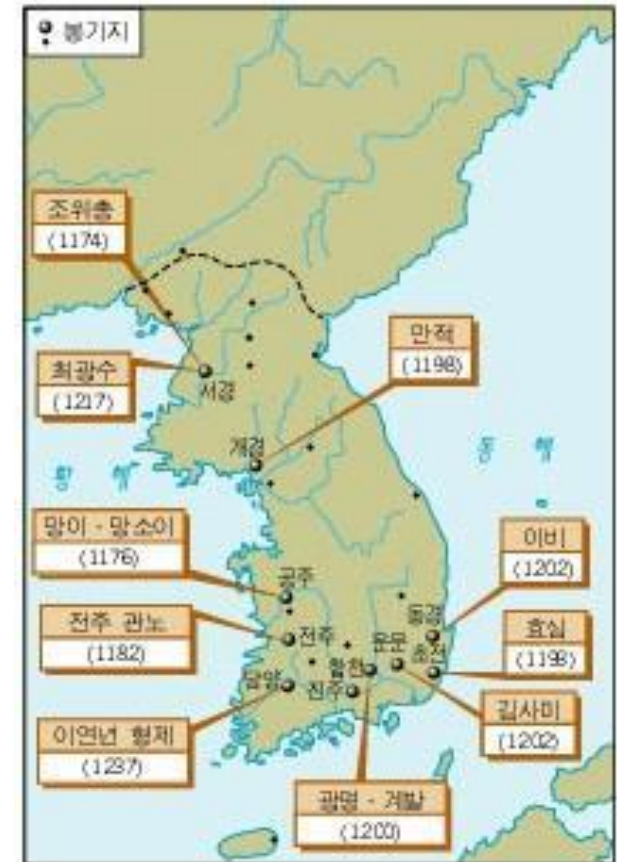 봉기지
조위총
(1174)
만적
(1198)
최광수
(1217)
서경
개경
동 해
황 해
망이 - 망소이
(1176)
이비
(1202)
공주
동경
전주 관노
(1182)
효심
(1193)
전주
운문
초전
합천
담양
진주
김사미
(1202)
이연년 형제
(1237)
광명 - 계발
(1200)